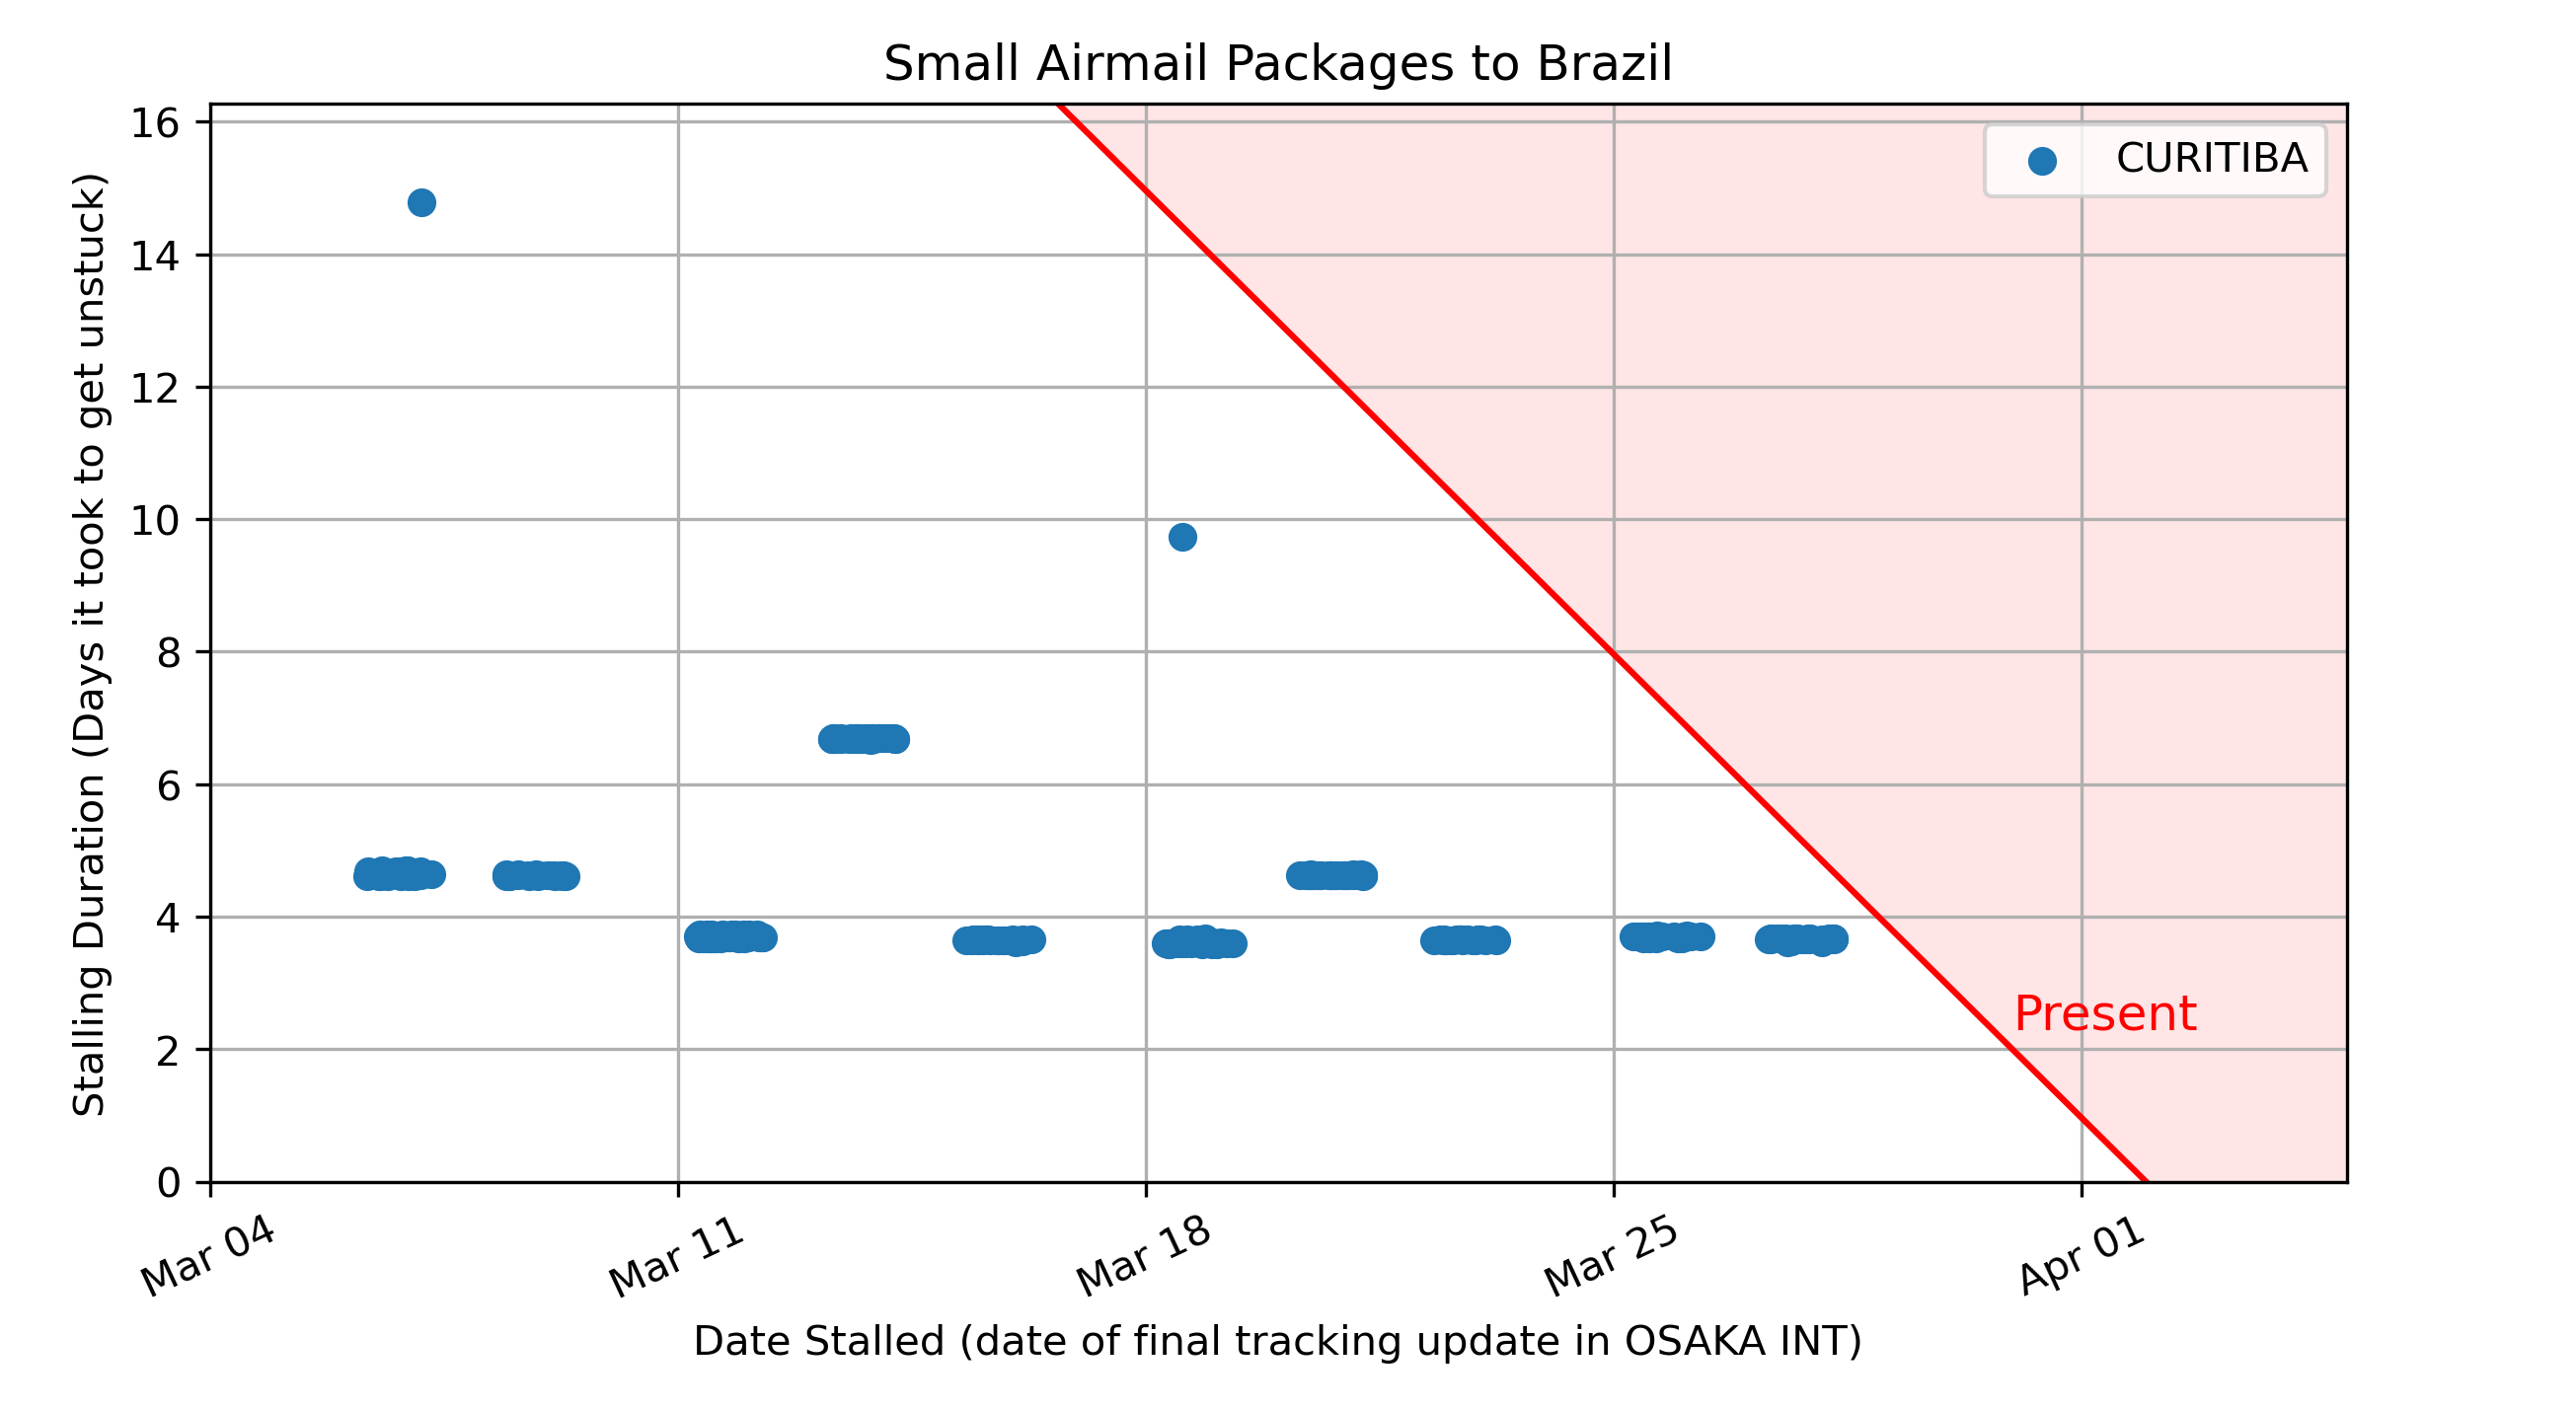 Small Airmail Packages to Brazil
Stalling Duration (Days it took to get unstuck)
16
14
12
10
8
6
4
2
0
CURITIBA
Present
Mar 04
Mar 11
Mar 18
Mar 25
Apr 01
Date Stalled (date of final tracking update in OSAKA INT)